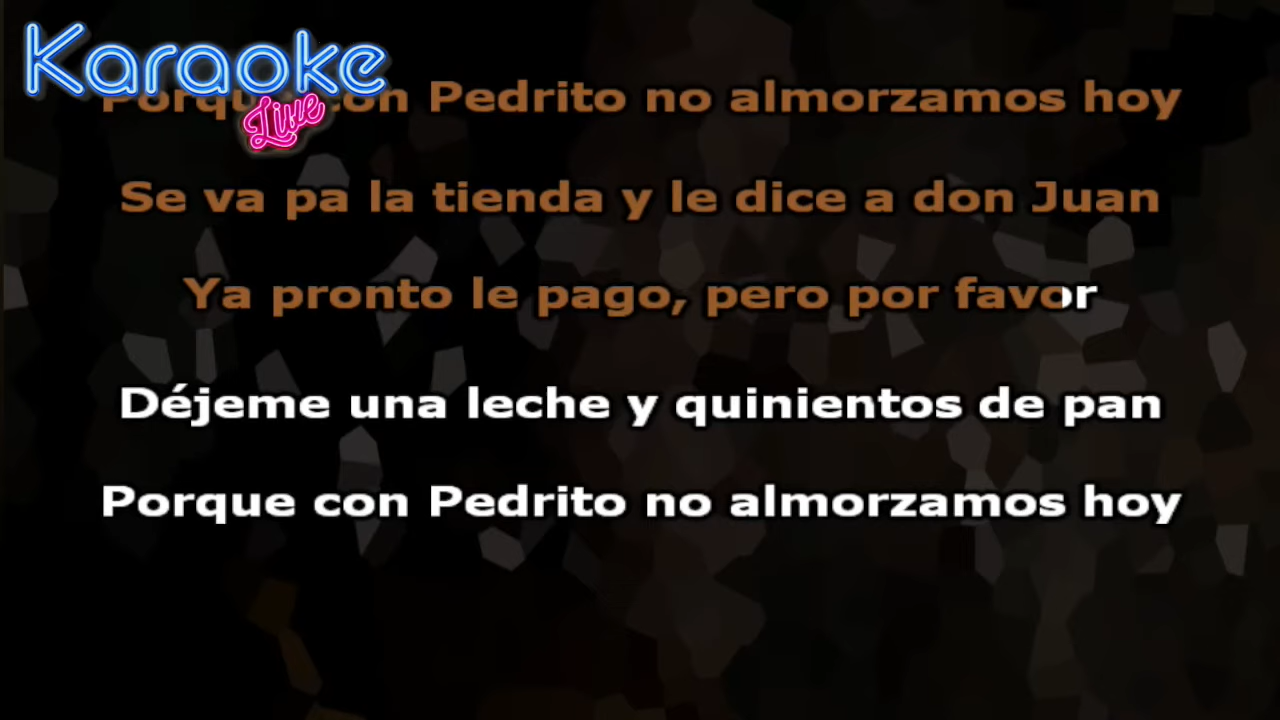 Karaoke
Live
Porque con Pedrito no almorzamos hoy
Se va pa la tienda y le dice a don Juan
Ya pronto le pago, pero por favor
Déjeme una leche y quinientos de pan
Porque con Pedrito no almorzamos hoy